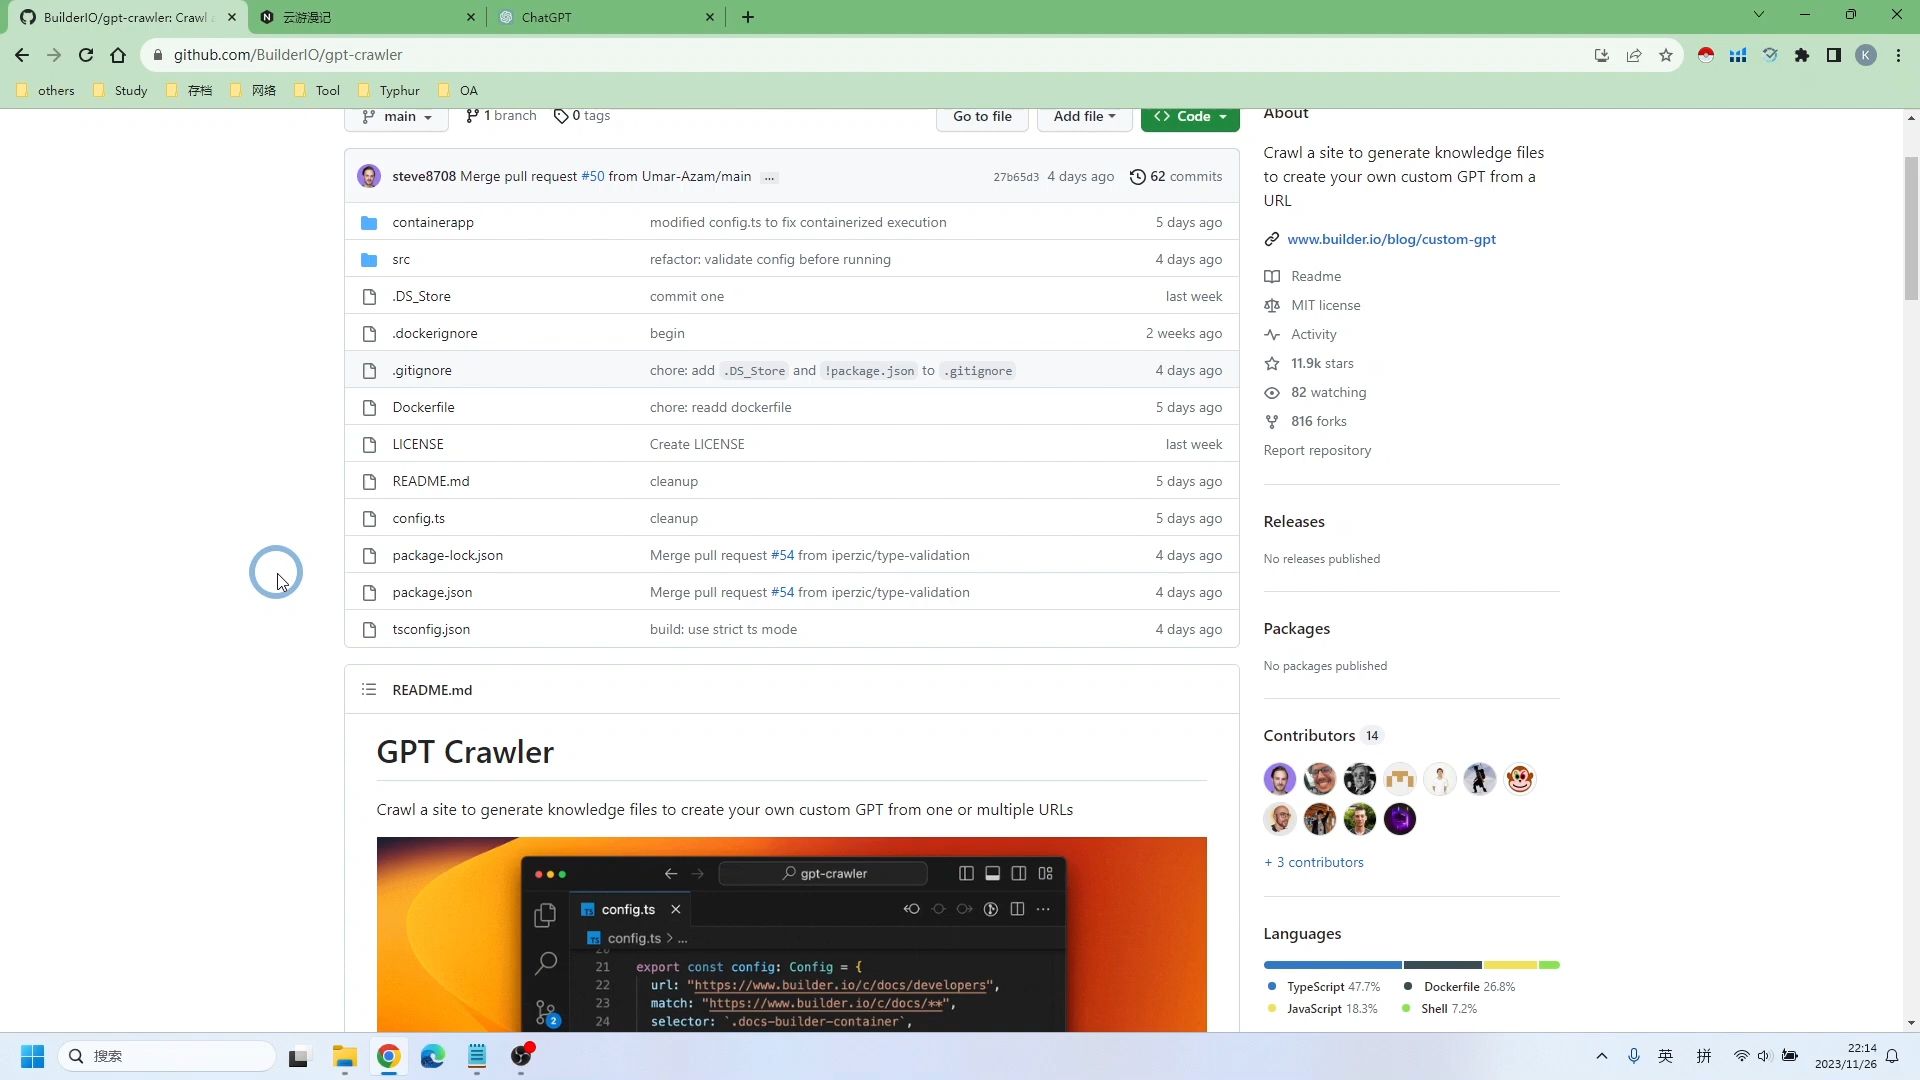 BuilderIO/gpt-crawler: Crawl a
云游漫记
ChatGPT
github.com/BuilderIO/gpt-crawler
K
others
Study
存档
网络
Tool
Typhur
OA
main
1 branch
0 tags
Go to file
Add file
Code
steve8708 Merge pull request #50 from Umar-Azam/main ...
27b65d3 4 days ago
62 commits
containerapp modified config.ts to fix containerized execution 5 days ago
src refactor: validate config before running 4 days ago
.DS_Store commit one last week
.dockerignore begin 2 weeks ago
.gitignore chore: add .DS_Store and !package.json to .gitignore 4 days ago
Dockerfile chore: readd dockerfile 5 days ago
LICENSE Create LICENSE last week
README.md cleanup 5 days ago
config.ts cleanup 5 days ago
package-lock.json Merge pull request #54 from iperzic/type-validation 4 days ago
package.json Merge pull request #54 from iperzic/type-validation 4 days ago
tsconfig.json build: use strict ts mode 4 days ago
README.md
GPT Crawler
Crawl a site to generate knowledge files to create your own custom GPT from one or multiple URLs
gpt-crawler
config.ts
config.ts > ...
21 export const config: Config = {
22 url: "https://www.builder.io/c/docs/developers",
23 match: "https://www.builder.io/c/docs/**",
24 selector: `.docs-builder-container`,
2
About
Crawl a site to generate knowledge files
to create your own custom GPT from a
URL
www.builder.io/blog/custom-gpt
Readme
MIT license
Activity
11.9k stars
82 watching
816 forks
Report repository
Releases
No releases published
Packages
No packages published
Contributors 14
+ 3 contributors
Languages
TypeScript 47.7%
Dockerfile 26.8%
JavaScript 18.3%
Shell 7.2%
搜索
英
拼
22:14
2023/11/26